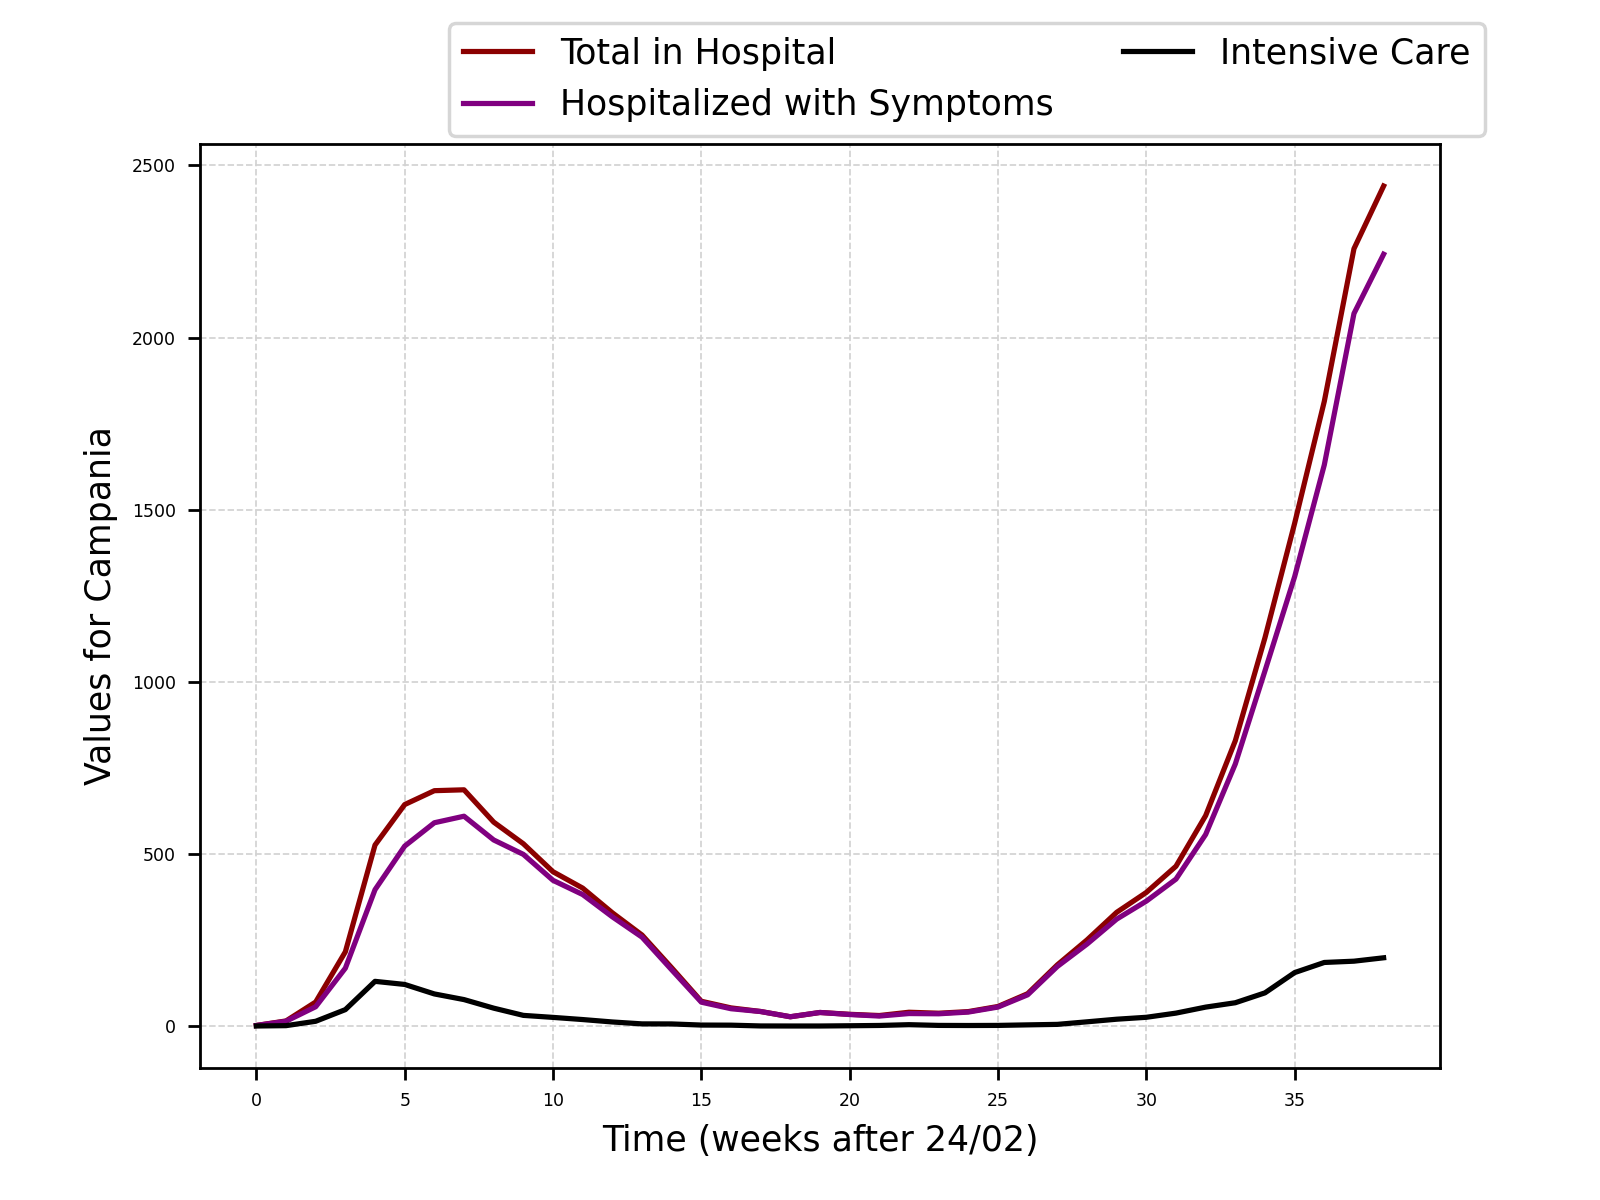 Total in Hospital
Hospitalized with Symptoms
Intensive Care
Values for Campania
2500
2000
1500
1000
500
0
0 5 10 15 20 25 30 35
Time (weeks after 24/02)